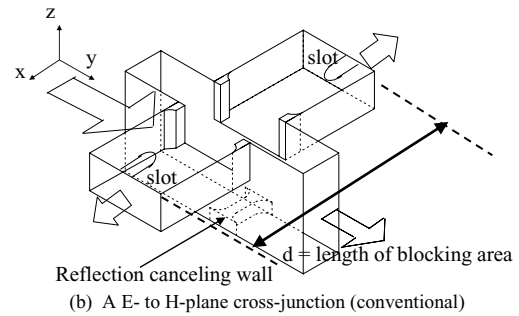 z
x
y
slot
slot
d = length of blocking area
Reflection canceling wall
(b) A E- to H-plane cross-junction (conventional)